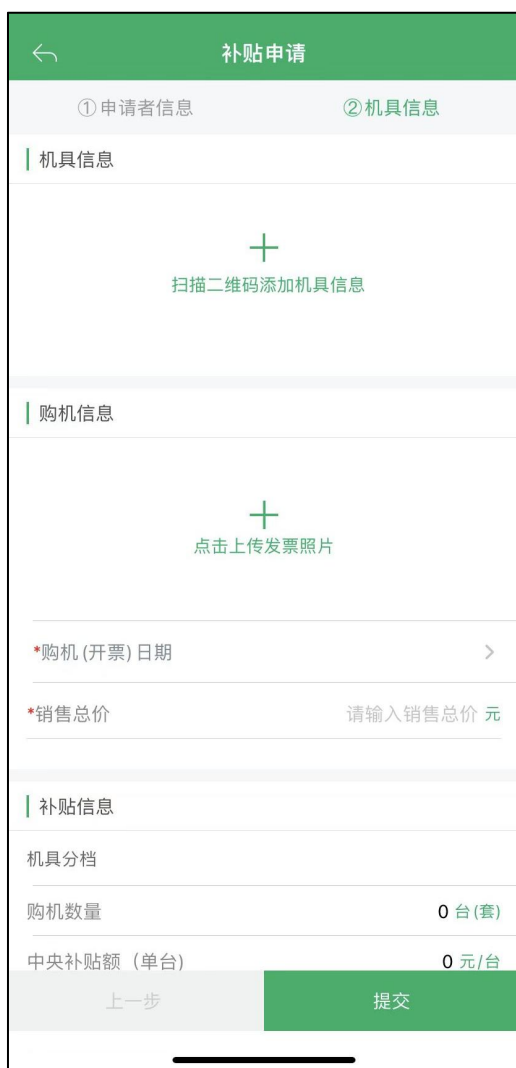 补贴申请
①申请者信息 ②机具信息
机具信息
扫描二维码添加机具信息
购机信息
点击上传发票照片
*购机(开票)日期
*销售总价 请输入销售总价 元
补贴信息
机具分档
购机数量 0 台(套)
中央补贴额（单台) 0 元/台
上一步 提交